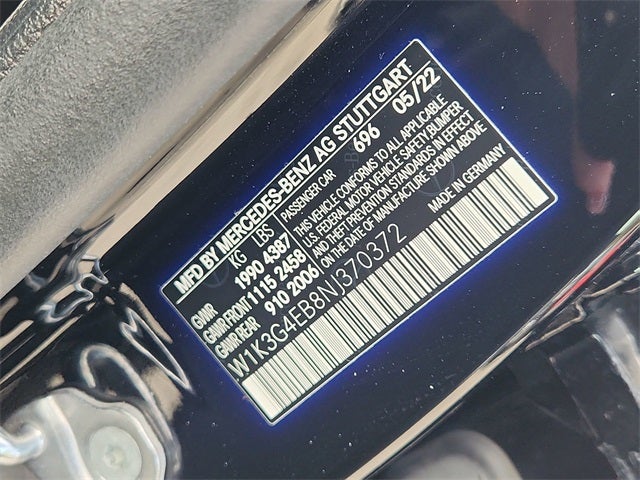 MFD BY MERCEDES-BENZ AG STUTTGART
KG LBS PASSENGER CAR 696 05/22
GVWR 1990 4387
GAWR FRONT 1115 2458
GAWR REAR 910 2006
THIS VEHICLE CONFORMS TO ALL APPLICABLE
U.S. FEDERAL MOTOR VEHICLE SAFETY BUMPER
AND THEFT PREVENTION STANDARDS IN EFFECT
ON THE DATE OF MANUFACTURE SHOWN ABOVE
MADE IN GERMANY
W1K3G4EB8NJ370372